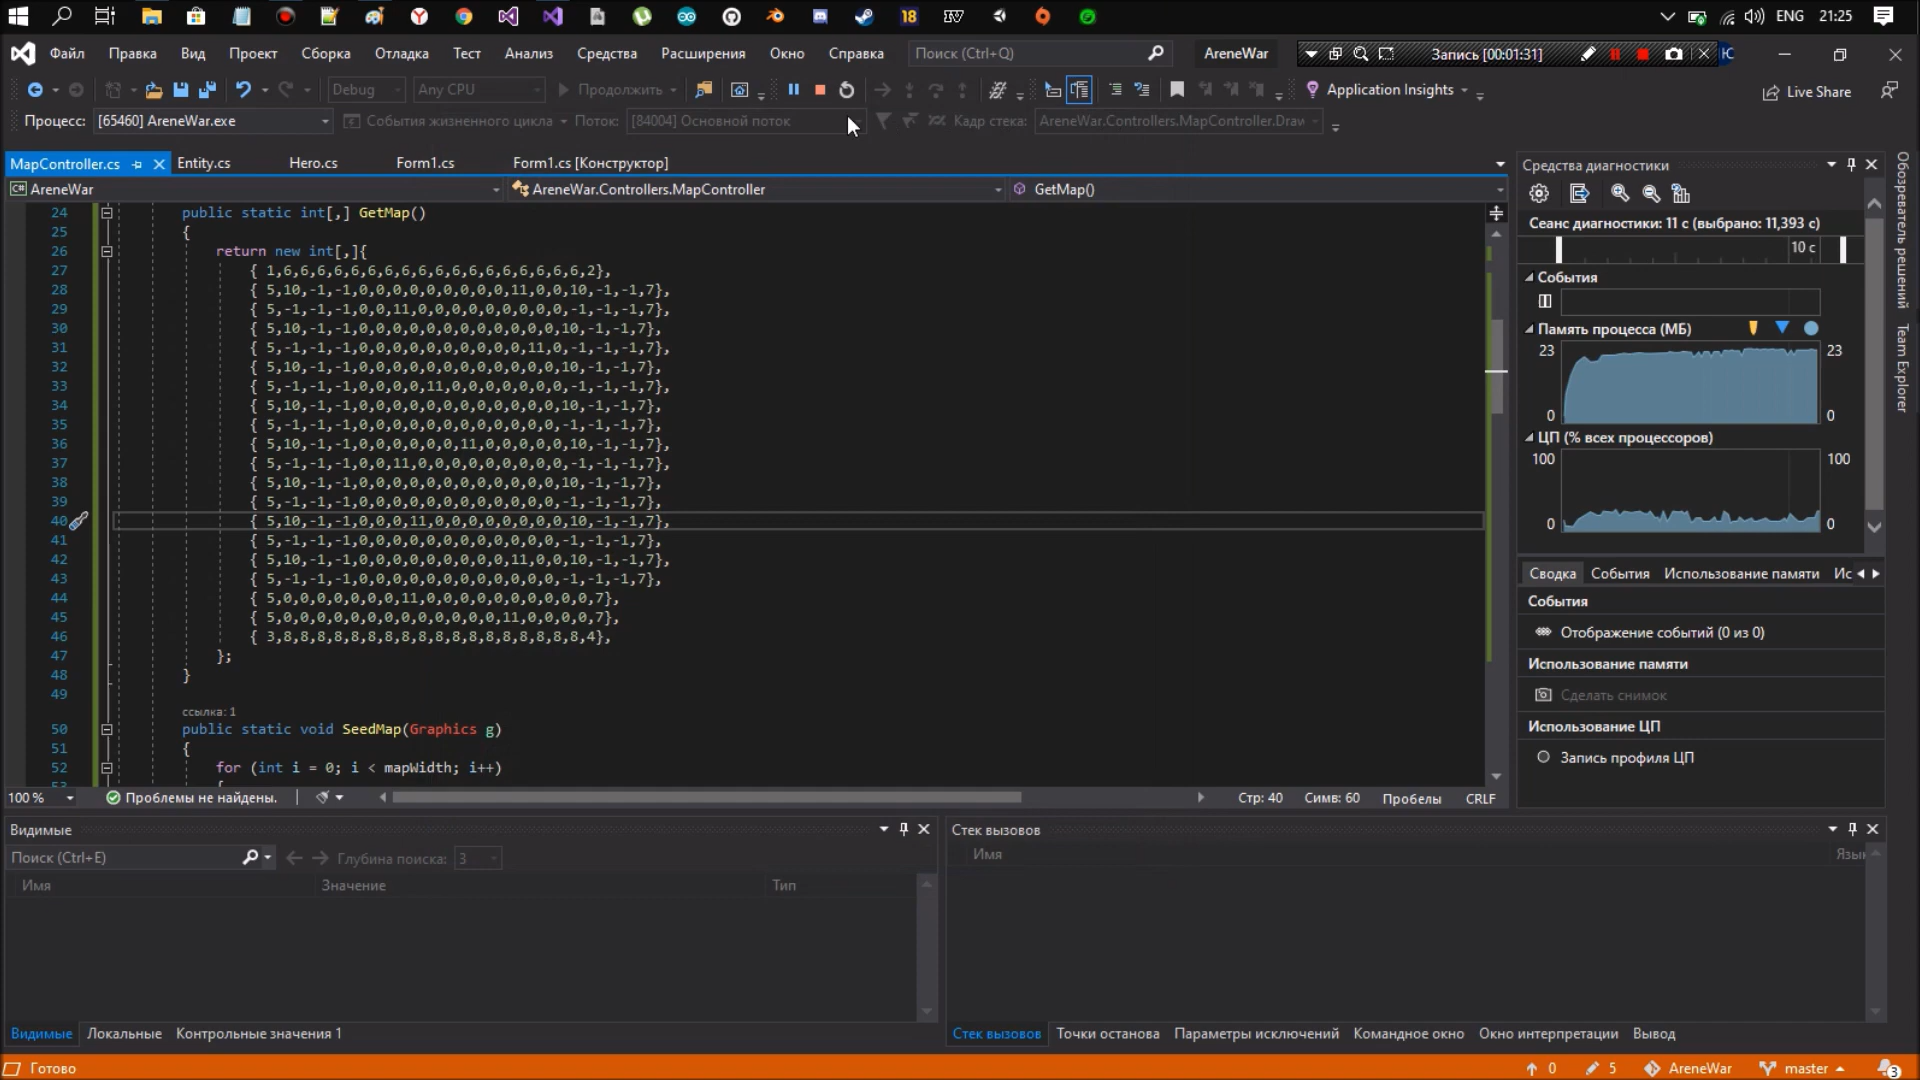 18
ENG
21:25
Файл Правка Вид Проект Сборка Отладка Тест Анализ Средства Расширения Окно Справка
Поиск (Ctrl+Q)
AreneWar
Запись [00:01:31]
Debug Any CPU Продолжить
Application Insights
Live Share
Процесс: [65460] AreneWar.exe События жизненного цикла Поток: [84004] Основной поток Кадр стека: AreneWar.Controllers.MapController.Draw
MapController.cs Entity.cs Hero.cs Form1.cs Form1.cs [Конструктор]
AreneWar AreneWar.Controllers.MapController GetMap()
24 public static int[,] GetMap()
25 {
26 return new int[,]{
27 { 1,6,6,6,6,6,6,6,6,6,6,6,6,6,6,6,6,6,6,2},
28 { 5,10,-1,-1,0,0,0,0,0,0,0,0,0,11,0,0,10,-1,-1,7},
29 { 5,-1,-1,-1,0,0,11,0,0,0,0,0,0,0,0,0,-1,-1,-1,7},
30 { 5,10,-1,-1,0,0,0,0,0,0,0,0,0,0,0,0,10,-1,-1,7},
31 { 5,-1,-1,-1,0,0,0,0,0,0,0,0,0,0,11,0,-1,-1,-1,7},
32 { 5,10,-1,-1,0,0,0,0,0,0,0,0,0,0,0,0,10,-1,-1,7},
33 { 5,-1,-1,-1,0,0,0,0,11,0,0,0,0,0,0,0,-1,-1,-1,7},
34 { 5,10,-1,-1,0,0,0,0,0,0,0,0,0,0,0,0,10,-1,-1,7},
35 { 5,-1,-1,-1,0,0,0,0,0,0,0,0,0,0,0,0,-1,-1,-1,7},
36 { 5,10,-1,-1,0,0,0,0,0,0,11,0,0,0,0,0,10,-1,-1,7},
37 { 5,-1,-1,-1,0,0,11,0,0,0,0,0,0,0,0,0,-1,-1,-1,7},
38 { 5,10,-1,-1,0,0,0,0,0,0,0,0,0,0,0,0,10,-1,-1,7},
39 { 5,-1,-1,-1,0,0,0,0,0,0,0,0,0,0,0,0,-1,-1,-1,7},
40 { 5,10,-1,-1,0,0,0,11,0,0,0,0,0,0,0,0,10,-1,-1,7},
41 { 5,-1,-1,-1,0,0,0,0,0,0,0,0,0,0,0,0,-1,-1,-1,7},
42 { 5,10,-1,-1,0,0,0,0,0,0,0,0,0,11,0,0,10,-1,-1,7},
43 { 5,-1,-1,-1,0,0,0,0,0,0,0,0,0,0,0,0,-1,-1,-1,7},
44 { 5,0,0,0,0,0,0,0,11,0,0,0,0,0,0,0,0,0,0,7},
45 { 5,0,0,0,0,0,0,0,0,0,0,0,0,0,11,0,0,0,0,7},
46 { 3,8,8,8,8,8,8,8,8,8,8,8,8,8,8,8,8,8,8,4},
47 };
48 }
49
ссылка: 1
50 public static void SeedMap(Graphics g)
51 {
52 for (int i = 0; i < mapWidth; i++)
53 {
100 % Проблемы не найдены. Стр: 40 Симв: 60 Пробелы CRLF
Средства диагностики
Сеанс диагностики: 11 с (выбрано: 11,393 с)
10 с
События
Память процесса (МБ)
23 23
0 0
ЦП (% всех процессоров)
100 100
0 0
Сводка События Использование памяти Ис
События
Отображение событий (0 из 0)
Использование памяти
Сделать снимок
Использование ЦП
Запись профиля ЦП
Обозреватель решений
Team Explorer
Видимые
Поиск (Ctrl+E) Глубина поиска: 3
Имя Значение Тип
Видимые Локальные Контрольные значения 1
Стек вызовов
Имя Язык
Стек вызовов Точки останова Параметры исключений Командное окно Окно интерпретации Вывод
Готово
0 5 AreneWar master 3